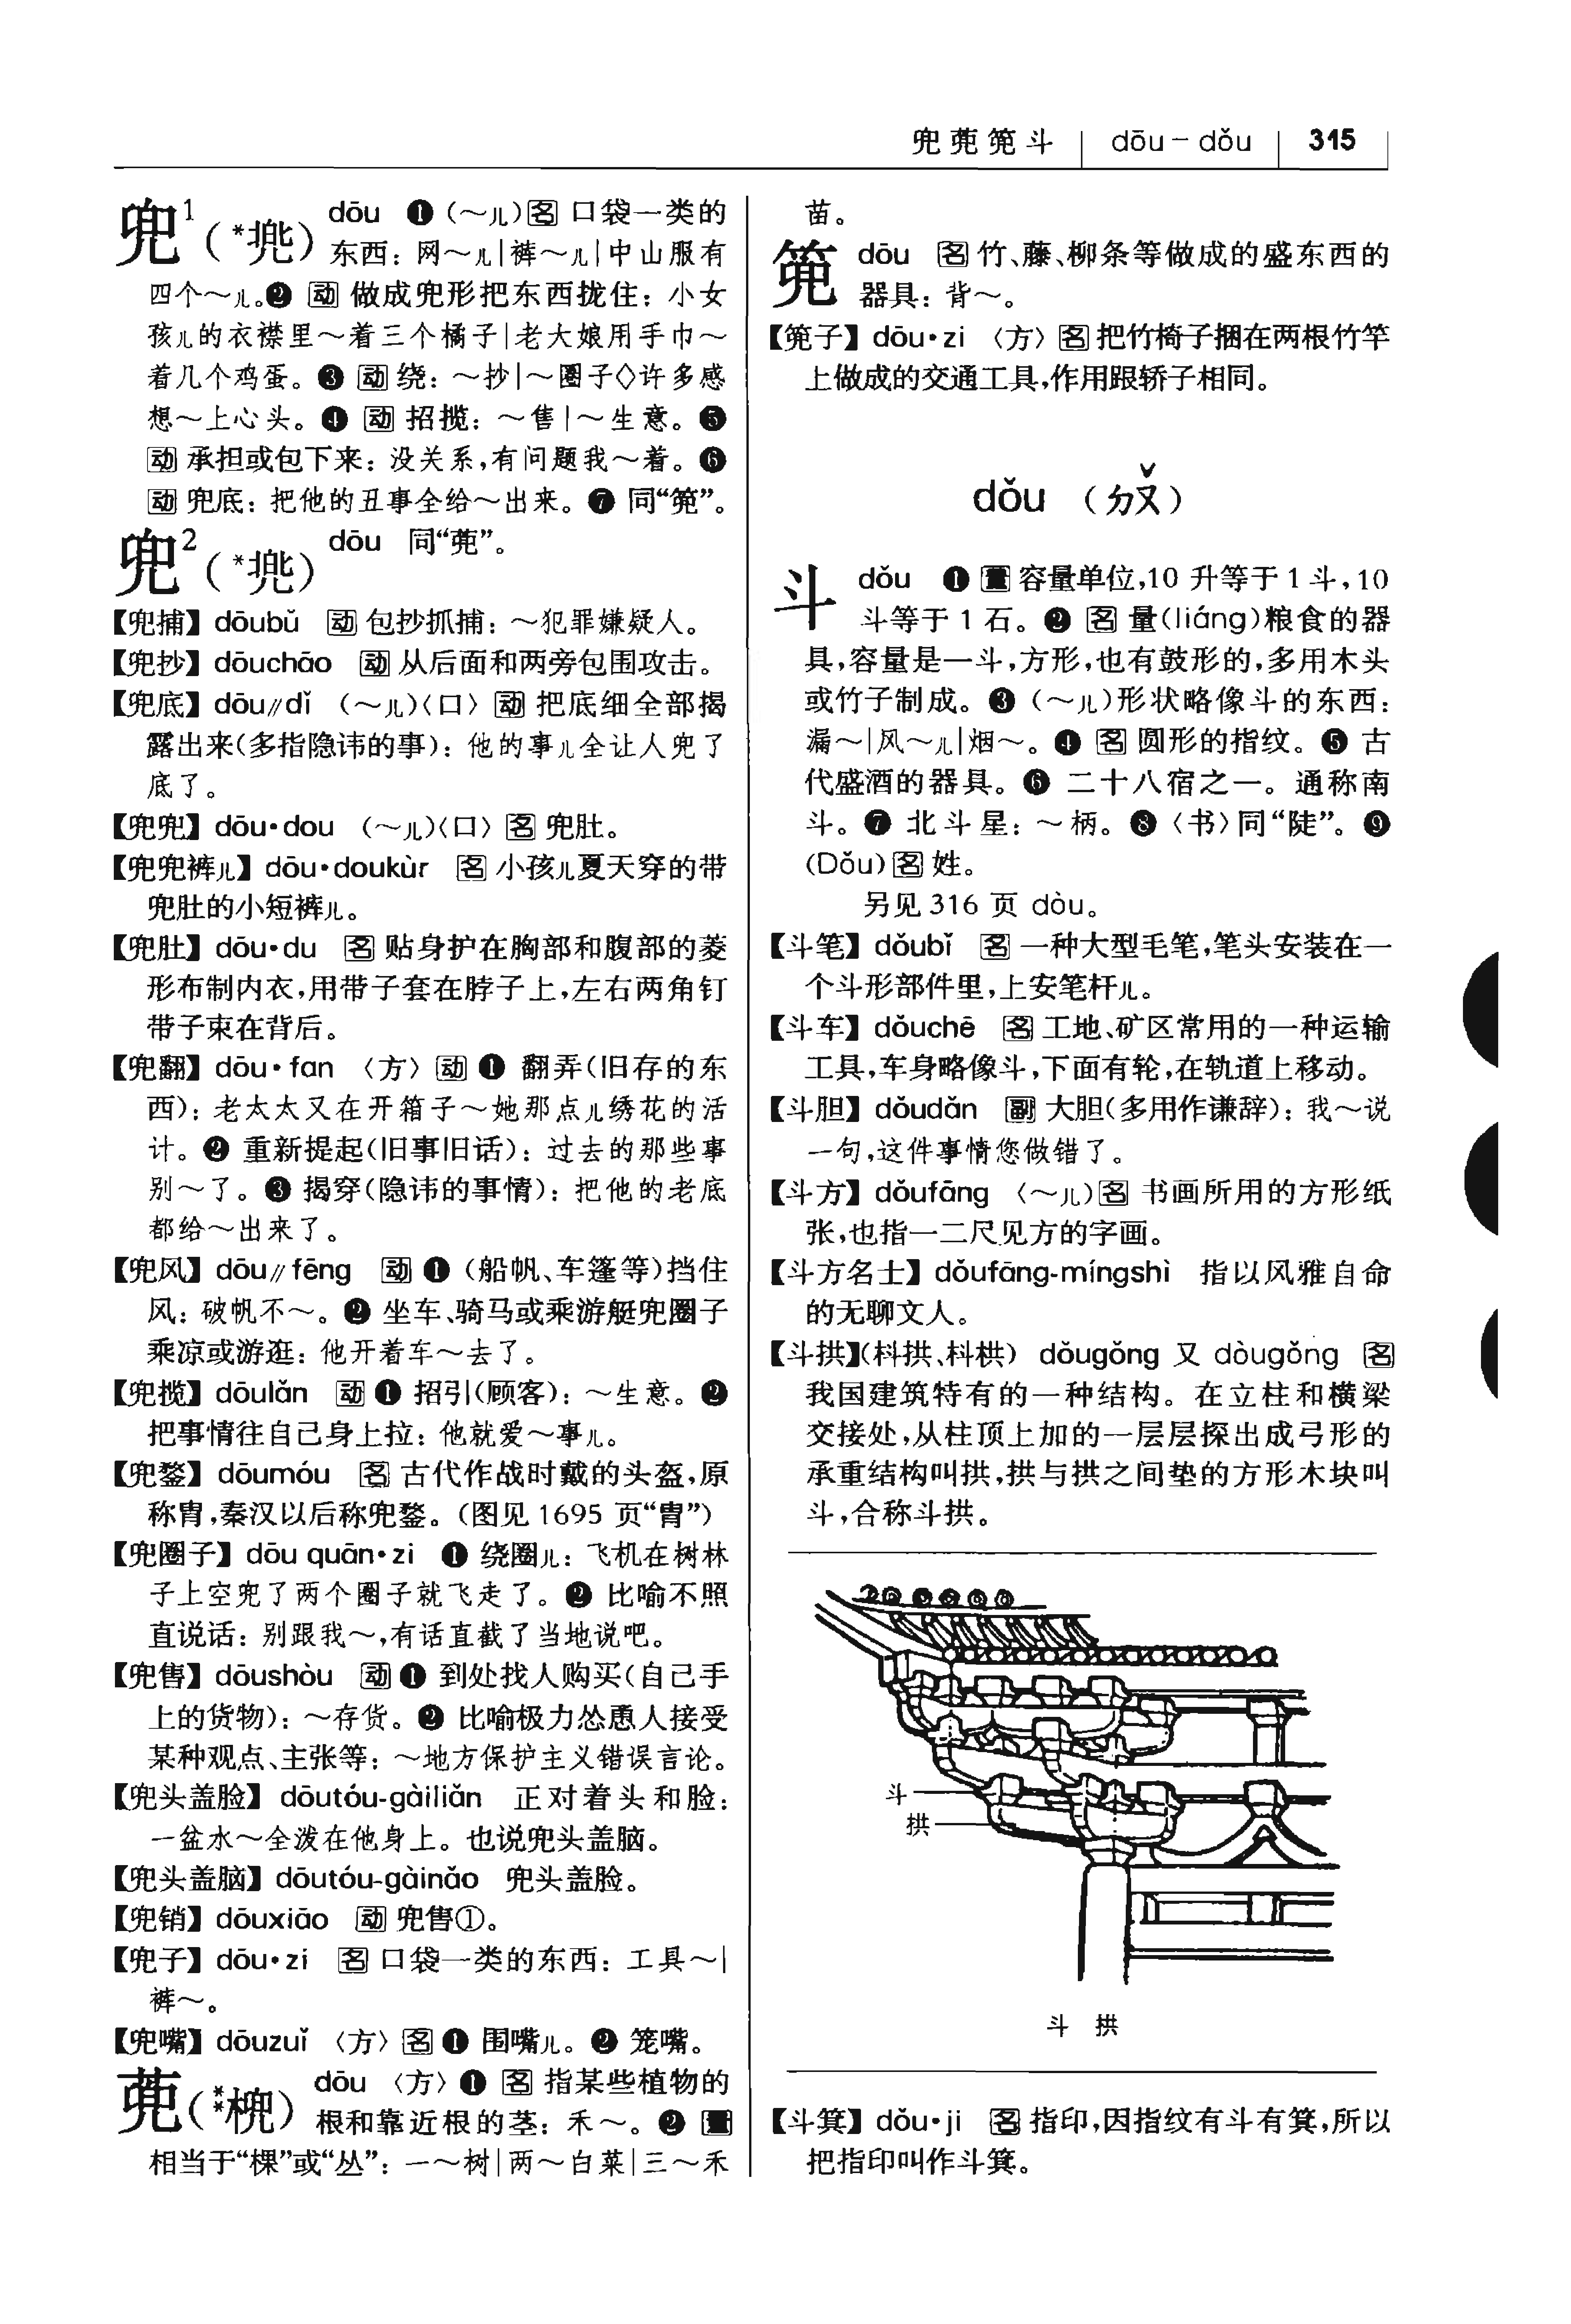 兜蔸篼斗 dōu－dǒu 315
兜¹（*兠） dōu ❶（～儿）名 口袋一类的
东西：网～儿|裤～儿|中山服有
四个～儿。❷ 动 做成兜形把东西拢住：小女
孩儿的衣襟里～着三个橘子|老大娘用手巾～
着几个鸡蛋。❸ 动 绕：～抄|～圈子◇许多感
想～上心头。❹ 动 招揽：～售|～生意。❺
动 承担或包下来：没关系，有问题我～着。❻
动 兜底：把他的丑事全给～出来。❼ 同“篼”。
兜²（*兠） dōu 同“蔸”。
【兜捕】dōubǔ 动 包抄抓捕：～犯罪嫌疑人。
【兜抄】dōuchāo 动 从后面和两旁包围攻击。
【兜底】dōu∥dǐ （～儿）〈口〉动 把底细全部揭
露出来（多指隐讳的事）：他的事儿全让人兜了
底了。
【兜兜】dōu·dou （～儿）〈口〉名 兜肚。
【兜兜裤儿】dōu·doukùr 名 小孩儿夏天穿的带
兜肚的小短裤儿。
【兜肚】dōu·du 名 贴身护在胸部和腹部的菱
形布制内衣，用带子套在脖子上，左右两角钉
带子束在背后。
【兜翻】dōu·fan 〈方〉动 ❶ 翻弄（旧存的东
西）：老太太又在开箱子～她那点儿绣花的活
计。❷ 重新提起（旧事旧话）：过去的那些事
别～了。❸ 揭穿（隐讳的事情）：把他的老底
都给～出来了。
【兜风】dōu∥fēng 动 ❶（船帆、车篷等）挡住
风：破帆不～。❷ 坐车、骑马或乘游艇兜圈子
乘凉或游逛：他开着车～去了。
【兜揽】dōulǎn 动 ❶ 招引（顾客）：～生意。❷
把事情往自己身上拉：他就爱～事儿。
【兜鍪】dōumóu 名 古代作战时戴的头盔，原
称胄，秦汉以后称兜鍪。（图见1695页“胄”）
【兜圈子】dōu quān·zi ❶ 绕圈儿：飞机在树林
子上空兜了两个圈子就飞走了。❷ 比喻不照
直说话：别跟我～，有话直截了当地说吧。
【兜售】dōushòu 动 ❶ 到处找人购买（自己手
上的货物）：～存货。❷ 比喻极力怂恿人接受
某种观点、主张等：～地方保护主义错误言论。
【兜头盖脸】dōutóu-gàiliǎn 正对着头和脸：
一盆水～全泼在他身上。也说兜头盖脑。
【兜头盖脑】dōutóu-gàinǎo 兜头盖脸。
【兜销】dōuxiāo 动 兜售①。
【兜子】dōu·zi 名 口袋一类的东西：工具～|
裤～。
【兜嘴】dōuzuǐ 〈方〉名 ❶ 围嘴儿。❷ 笼嘴。
蔸（**槐） dōu 〈方〉❶ 名 指某些植物的
根和靠近根的茎：禾～。❷ 量
相当于“棵”或“丛”：一～树|两～白菜|三～禾
苗。
篼 dōu 名 竹、藤、柳条等做成的盛东西的
器具：背～。
【篼子】dōu·zi 〈方〉名 把竹椅子捆在两根竹竿
上做成的交通工具，作用跟轿子相同。
dǒu （ㄉㄡˇ）
斗 dǒu ❶ 量 容量单位，10升等于1斗，10
斗等于1石。❷ 名 量（liáng）粮食的器
具，容量是一斗，方形，也有鼓形的，多用木头
或竹子制成。❸（～儿）形状略像斗的东西：
漏～|风～儿|烟～。❹ 名 圆形的指纹。❺ 古
代盛酒的器具。❻ 二十八宿之一。通称南
斗。❼ 北斗星：～柄。❽〈书〉同“陡”。❾
（Dǒu）名 姓。
另见316页 dòu。
【斗笔】dǒubǐ 名 一种大型毛笔，笔头安装在一
个斗形部件里，上安笔杆儿。
【斗车】dǒuchē 名 工地、矿区常用的一种运输
工具，车身略像斗，下面有轮，在轨道上移动。
【斗胆】dǒudǎn 副 大胆（多用作谦辞）：我～说
一句，这件事情您做错了。
【斗方】dǒufāng 〈～儿）名 书画所用的方形纸
张，也指一二尺见方的字画。
【斗方名士】dǒufāng-míngshì 指以风雅自命
的无聊文人。
【斗拱】（枓拱、枓栱） dǒugǒng 又 dòugǒng 名
我国建筑特有的一种结构。在立柱和横梁
交接处，从柱顶上加的一层层探出成弓形的
承重结构叫拱，拱与拱之间垫的方形木块叫
斗，合称斗拱。
斗
拱
斗 拱
【斗箕】dǒu·ji 名 指印，因指纹有斗有箕，所以
把指印叫作斗箕。